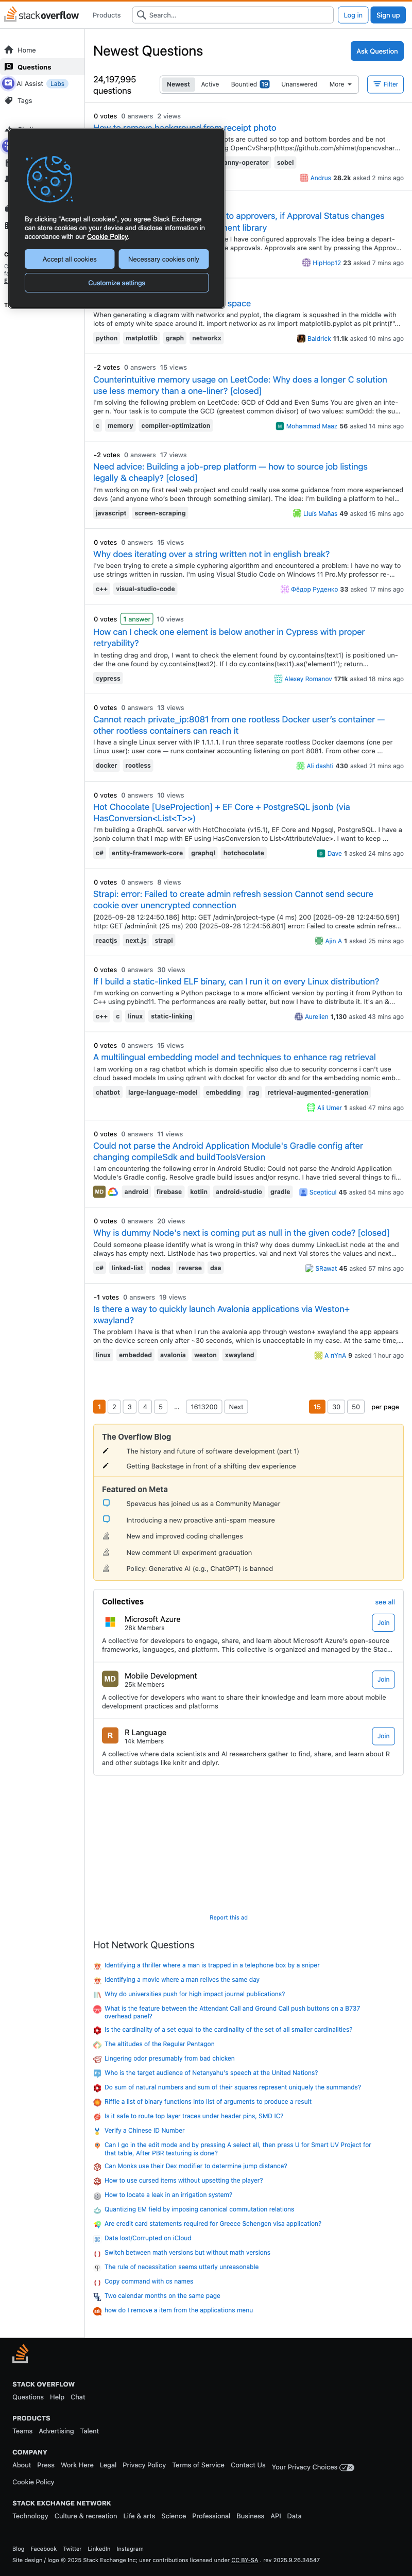 stackoverflow
Products
Search...
Log in
Sign up
Home
Questions
AI Assist Labs
Tags
Newest Questions
Ask Question
24,197,995
questions
Newest Active Bountied 19 Unanswered More
Filter
By clicking "Accept all cookies", you agree Stack Exchange
can store cookies on your device and disclose information in
accordance with our Cookie Policy.
Accept all cookies
Necessary cookies only
Customize settings
0 votes 0 answers 2 views
How to remove background from receipt photo
ots are curled so top and bottom borders and be not
ng OpenCvSharp(https://github.com/shimat/opencvshar...
anny-operator sobel
Andrus 28.2k asked 2 mins ago
to approvers, if Approval Status changes
ent library
e I have configured approvals. The idea being a depart-
approvals. Approvals are sent by pressing the Approv...
HipHop12 23 asked 7 mins ago
space
When generating a diagram with networkx and pyplot, the diagram is squashed in the middle with
lots of empty white space around it. import networkx as nx import matplotlib.pyplot as plt print(f"...
python matplotlib graph networkx
Baldrick 11.1k asked 10 mins ago
-2 votes 0 answers 15 views
Counterintuitive memory usage on LeetCode: Why does a longer C solution
use less memory than a one-liner? [closed]
I'm solving the following problem on LeetCode: GCD of Odd and Even Sums You are given an inte-
ger n. Your task is to compute the GCD (greatest common divisor) of two values: sumOdd: the su...
c memory compiler-optimization
Mohammad Maaz 56 asked 14 mins ago
-2 votes 0 answers 17 views
Need advice: Building a job-prep platform — how to source job listings
legally & cheaply? [closed]
I'm working on my first real web project and could really use some guidance from more experienced
devs (and anyone who's been through something similar). The idea: I'm building a platform to hel...
javascript screen-scraping
Lluís Mañas 49 asked 15 mins ago
0 votes 0 answers 15 views
Why does iterating over a string written not in english break?
I've been trying to create a simple cyphering algorithm and encountered a problem: I have no way to
process written in Russian. I'm using Visual Studio Code on Windows 11 Pro.My professor re-...
c++ visual-studio-code
Фёдор Руденко 33 asked 17 mins ago
0 votes 1 answer 10 views
How can I check one element is below another in Cypress with proper
retryability?
In testing drag and drop, I want to check that the element found by cy.contains(text1) is positioned un-
der the one found by cy.contains(text2). If I do cy.contains(text1).as('element1'); return...
cypress
Alexey Romanov 171k asked 18 mins ago
0 votes 0 answers 13 views
Cannot reach private_ip:8081 from one rootless Docker user's container —
other rootless containers can reach it
I have a single Linux server with IP 1.1.1.1. I run three separate rootless Docker daemons (one per
Linux user): user core — runs container accounting listening on port 8081. From other core ...
docker rootless
Ali dashti 430 asked 21 mins ago
0 votes 0 answers 10 views
Hot Chocolate [UseProjection] + EF Core + PostgreSQL jsonb (via
HasConversion<List<T>>)
I'm building a GraphQL server with HotChocolate (v15.1), EF Core and Npgsql, PostgreSQL. I have a
jsonb column that I map with EF using HasConversion to List<AttributeValue>. I want to keep ...
c# entity-framework-core graphql hotchocolate
Dave 1 asked 24 mins ago
0 votes 0 answers 8 views
Strapi: error: Failed to create admin refresh session Cannot send secure
cookie over unencrypted connection
[2025-09-28 12:24:50.186] http: GET /admin/project-type (4 ms) 200 [2025-09-28 12:24:50.591]
http: GET /admin/init (25 ms) 200 [2025-09-28 12:24:56.801] error: Failed to create admin refres...
reactjs next.js strapi
Ajin A 1 asked 25 mins ago
0 votes 0 answers 30 views
If I build a static-linked ELF binary, can I run it on every Linux distribution?
I'm working on converting a Python package to a more efficient version by porting it from Python to
C++ using pybind11. The performances are really better, but now I have to distribute it. It's an &...
c++ c linux static-linking
Aurelien 1,130 asked 43 mins ago
0 votes 0 answers 15 views
A multilingual embedding model and techniques to enhance rag retrieval
I am working on a rag chatbot which is domain specific also due to security concerns i can't use
cloud based models Im using qdrant with docket for vector db and for the embedding nomic emb...
chatbot large-language-model embedding rag retrieval-augmented-generation
Ali Umer 1 asked 47 mins ago
0 votes 0 answers 11 views
Could not parse the Android Application Module's Gradle config after
changing compileSdk and buildToolsVersion
I am encountering the following error in Android Studio: Could not parse the Android Application
Module's Gradle config. Resolve gradle build issues and/or resync. I have tried several things to fi...
MD android firebase kotlin android-studio gradle
Scepticul 45 asked 54 mins ago
0 votes 0 answers 20 views
Why is dummy Node's next is coming put as null in the given code? [closed]
Could someone please identify what is wrong in this? why does dummy LinkedList node at the end
always has empty next. ListNode has two properties. val and next Val stores the values and next...
c# linked-list nodes reverse dsa
SRawat 45 asked 57 mins ago
-1 votes 0 answers 19 views
Is there a way to quickly launch Avalonia applications via Weston+
xwayland?
The problem I have is that when I run the avalonia app through weston+ xwayland the app appears
on the device screen only after ~30 seconds, which is unacceptable in my case. At the same time,...
linux embedded avalonia weston xwayland
A nYnA 9 asked 1 hour ago
1 2 3 4 5 ... 1613200 Next
15 30 50 per page
The Overflow Blog
The history and future of software development (part 1)
Getting Backstage in front of a shifting dev experience
Featured on Meta
Spevacus has joined us as a Community Manager
Introducing a new proactive anti-spam measure
New and improved coding challenges
New comment UI experiment graduation
Policy: Generative AI (e.g., ChatGPT) is banned
Collectives
see all
Microsoft Azure
28k Members
Join
A collective for developers to engage, share, and learn about Microsoft Azure's open-source
frameworks, languages, and platform. This collective is organized and managed by the Stac...
MD
Mobile Development
25k Members
Join
A collective for developers who want to share their knowledge and learn more about mobile
development practices and platforms
R
R Language
14k Members
Join
A collective where data scientists and AI researchers gather to find, share, and learn about R
and other subtags like knitr and dplyr.
Report this ad
Hot Network Questions
Identifying a thriller where a man is trapped in a telephone box by a sniper
Identifying a movie where a man relives the same day
Why do universities push for high impact journal publications?
What is the feature between the Attendant Call and Ground Call push buttons on a B737
overhead panel?
Is the cardinality of a set equal to the cardinality of the set of all smaller cardinalities?
The altitudes of the Regular Pentagon
Lingering odor presumably from bad chicken
Who is the target audience of Netanyahu's speech at the United Nations?
Do sum of natural numbers and sum of their squares represent uniquely the summands?
Riffle a list of binary functions into list of arguments to produce a result
Is it safe to route top layer traces under header pins, SMD IC?
Verify a Chinese ID Number
Can I go in the edit mode and by pressing A select all, then press U for Smart UV Project for
that table, After PBR texturing is done?
Can Monks use their Dex modifier to determine jump distance?
How to use cursed items without upsetting the player?
How to locate a leak in an irrigation system?
Quantizing EM field by imposing canonical commutation relations
Are credit card statements required for Greece Schengen visa application?
Data lost/Corrupted on iCloud
Switch between math versions but without math versions
The rule of necessitation seems utterly unreasonable
Copy command with cs names
Two calendar months on the same page
how do I remove a item from the applications menu
STACK OVERFLOW
Questions Help Chat
PRODUCTS
Teams Advertising Talent
COMPANY
About Press Work Here Legal Privacy Policy Terms of Service Contact Us Your Privacy Choices
Cookie Policy
STACK EXCHANGE NETWORK
Technology Culture & recreation Life & arts Science Professional Business API Data
Blog Facebook Twitter LinkedIn Instagram
Site design / logo © 2025 Stack Exchange Inc; user contributions licensed under CC BY-SA . rev 2025.9.26.34547